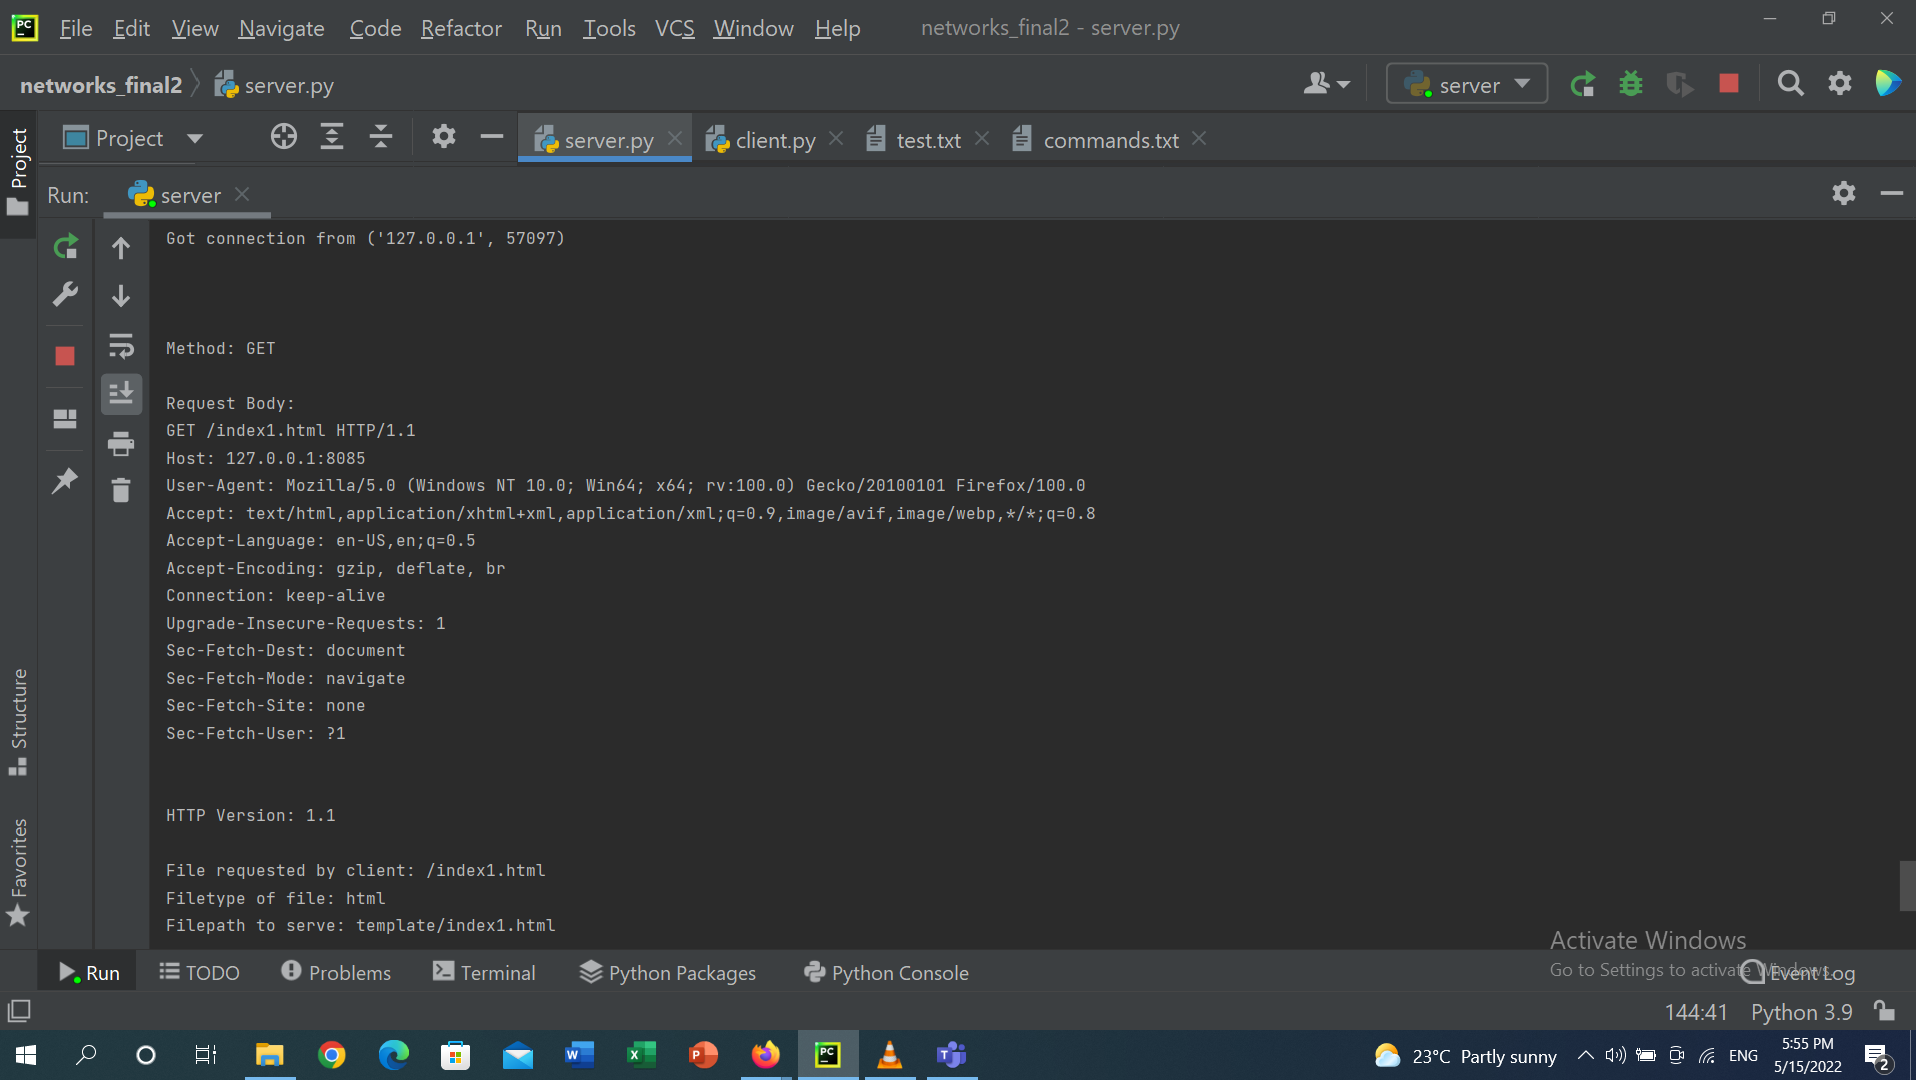 File Edit View Navigate Code Refactor Run Tools VCS Window Help networks_final2 - server.py
networks_final2 server.py server
Project server.py client.py test.txt commands.txt
Project
Run: server
Got connection from ('127.0.0.1', 57097)
Method: GET
Request Body:
GET /index1.html HTTP/1.1
Host: 127.0.0.1:8085
User-Agent: Mozilla/5.0 (Windows NT 10.0; Win64; x64; rv:100.0) Gecko/20100101 Firefox/100.0
Accept: text/html,application/xhtml+xml,application/xml;q=0.9,image/avif,image/webp,*/*;q=0.8
Accept-Language: en-US,en;q=0.5
Accept-Encoding: gzip, deflate, br
Connection: keep-alive
Upgrade-Insecure-Requests: 1
Sec-Fetch-Dest: document
Sec-Fetch-Mode: navigate
Sec-Fetch-Site: none
Sec-Fetch-User: ?1
HTTP Version: 1.1
File requested by client: /index1.html
Filetype of file: html
Filepath to serve: template/index1.html
Structure
Favorites
Activate Windows
Go to Settings to activate Windows.
Run TODO Problems Terminal Python Packages Python Console Event Log
144:41 Python 3.9
23°C Partly sunny ENG 5:55 PM
5/15/2022 2